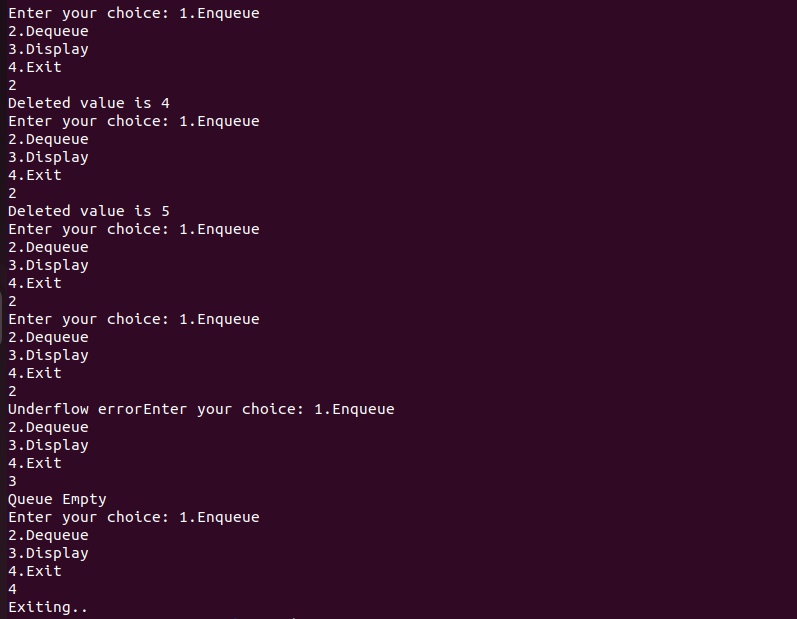 Enter your choice: 1.Enqueue
2.Dequeue
3.Display
4.Exit
2
Deleted value is 4
Enter your choice: 1.Enqueue
2.Dequeue
3.Display
4.Exit
2
Deleted value is 5
Enter your choice: 1.Enqueue
2.Dequeue
3.Display
4.Exit
2
Enter your choice: 1.Enqueue
2.Dequeue
3.Display
4.Exit
2
Underflow errorEnter your choice: 1.Enqueue
2.Dequeue
3.Display
4.Exit
3
Queue Empty
Enter your choice: 1.Enqueue
2.Dequeue
3.Display
4.Exit
4
Exiting..